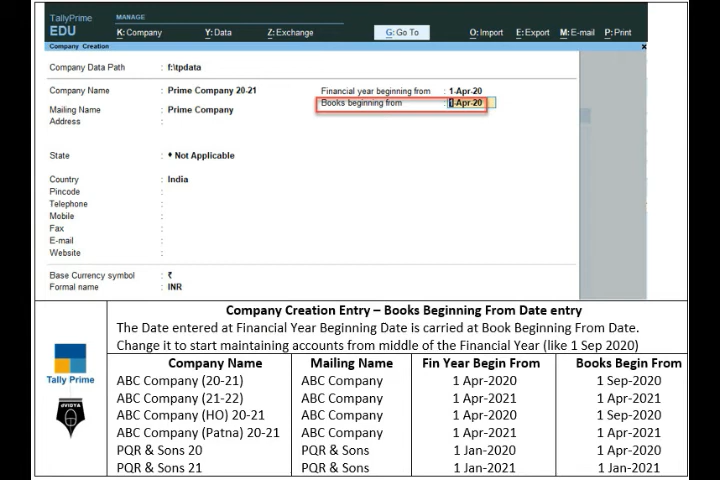 TallyPrime
MANAGE
EDU
K: Company
Y: Data
Z: Exchange
G: Go To
O: Import
E: Export
M: E-mail
P: Print
Company Creation
x
Company Data Path : f:\tpdata
Company Name : Prime Company 20-21
Financial year beginning from : 1-Apr-20
Books beginning from : 1-Apr-20
Mailing Name : Prime Company
Address :
State : ♦ Not Applicable
Country : India
Pincode :
Telephone :
Mobile :
Fax :
E-mail :
Website :
Base Currency symbol : ₹
Formal name : INR
Company Creation Entry – Books Beginning From Date entry
The Date entered at Financial Year Beginning Date is carried at Book Beginning From Date.
Change it to start maintaining accounts from middle of the Financial Year (like 1 Sep 2020)
Tally Prime
dVIDYA
Company Name Mailing Name Fin Year Begin From Books Begin From
ABC Company (20-21) ABC Company 1 Apr-2020 1 Sep-2020
ABC Company (21-22) ABC Company 1 Apr-2021 1 Apr-2021
ABC Company (HO) 20-21 ABC Company 1 Apr-2020 1 Sep-2020
ABC Company (Patna) 20-21 ABC Company 1 Apr-2021 1 Apr-2021
PQR & Sons 20 PQR & Sons 1 Jan-2020 1 Apr-2020
PQR & Sons 21 PQR & Sons 1 Jan-2021 1 Jan-2021